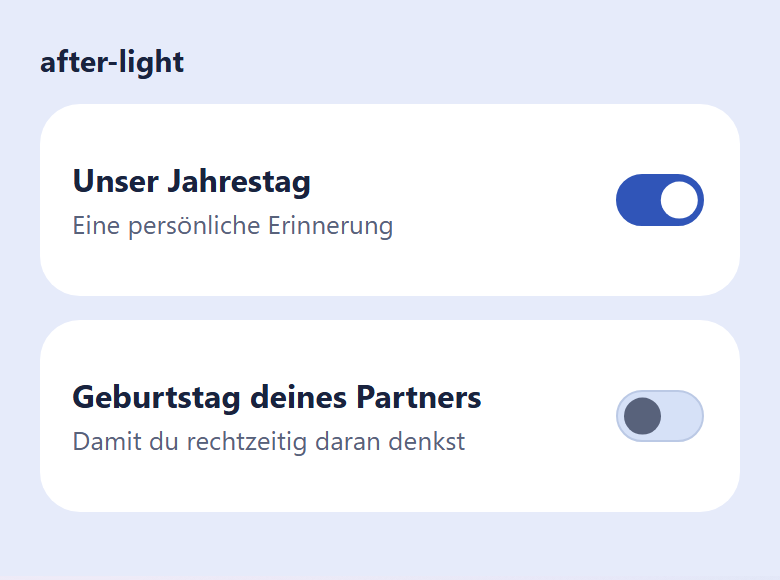 after-light
Unser Jahrestag
Eine persönliche Erinnerung
Geburtstag deines Partners
Damit du rechtzeitig daran denkst